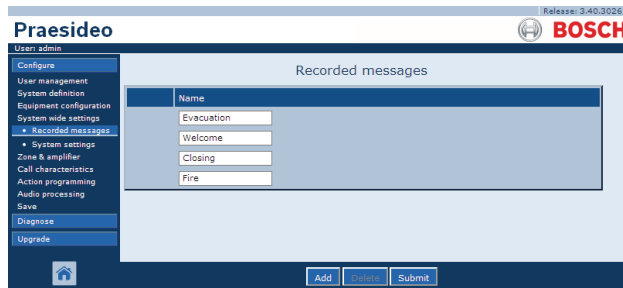 Release: 3.40.3026
Praesideo
BOSCH
User: admin
Configure
User management
System definition
Equipment configuration
System wide settings
• Recorded messages
• System settings
Zone & amplifier
Call characteristics
Action programming
Audio processing
Save
Diagnose
Upgrade
Recorded messages
Name
Evacuation
Welcome
Closing
Fire
Add Delete Submit